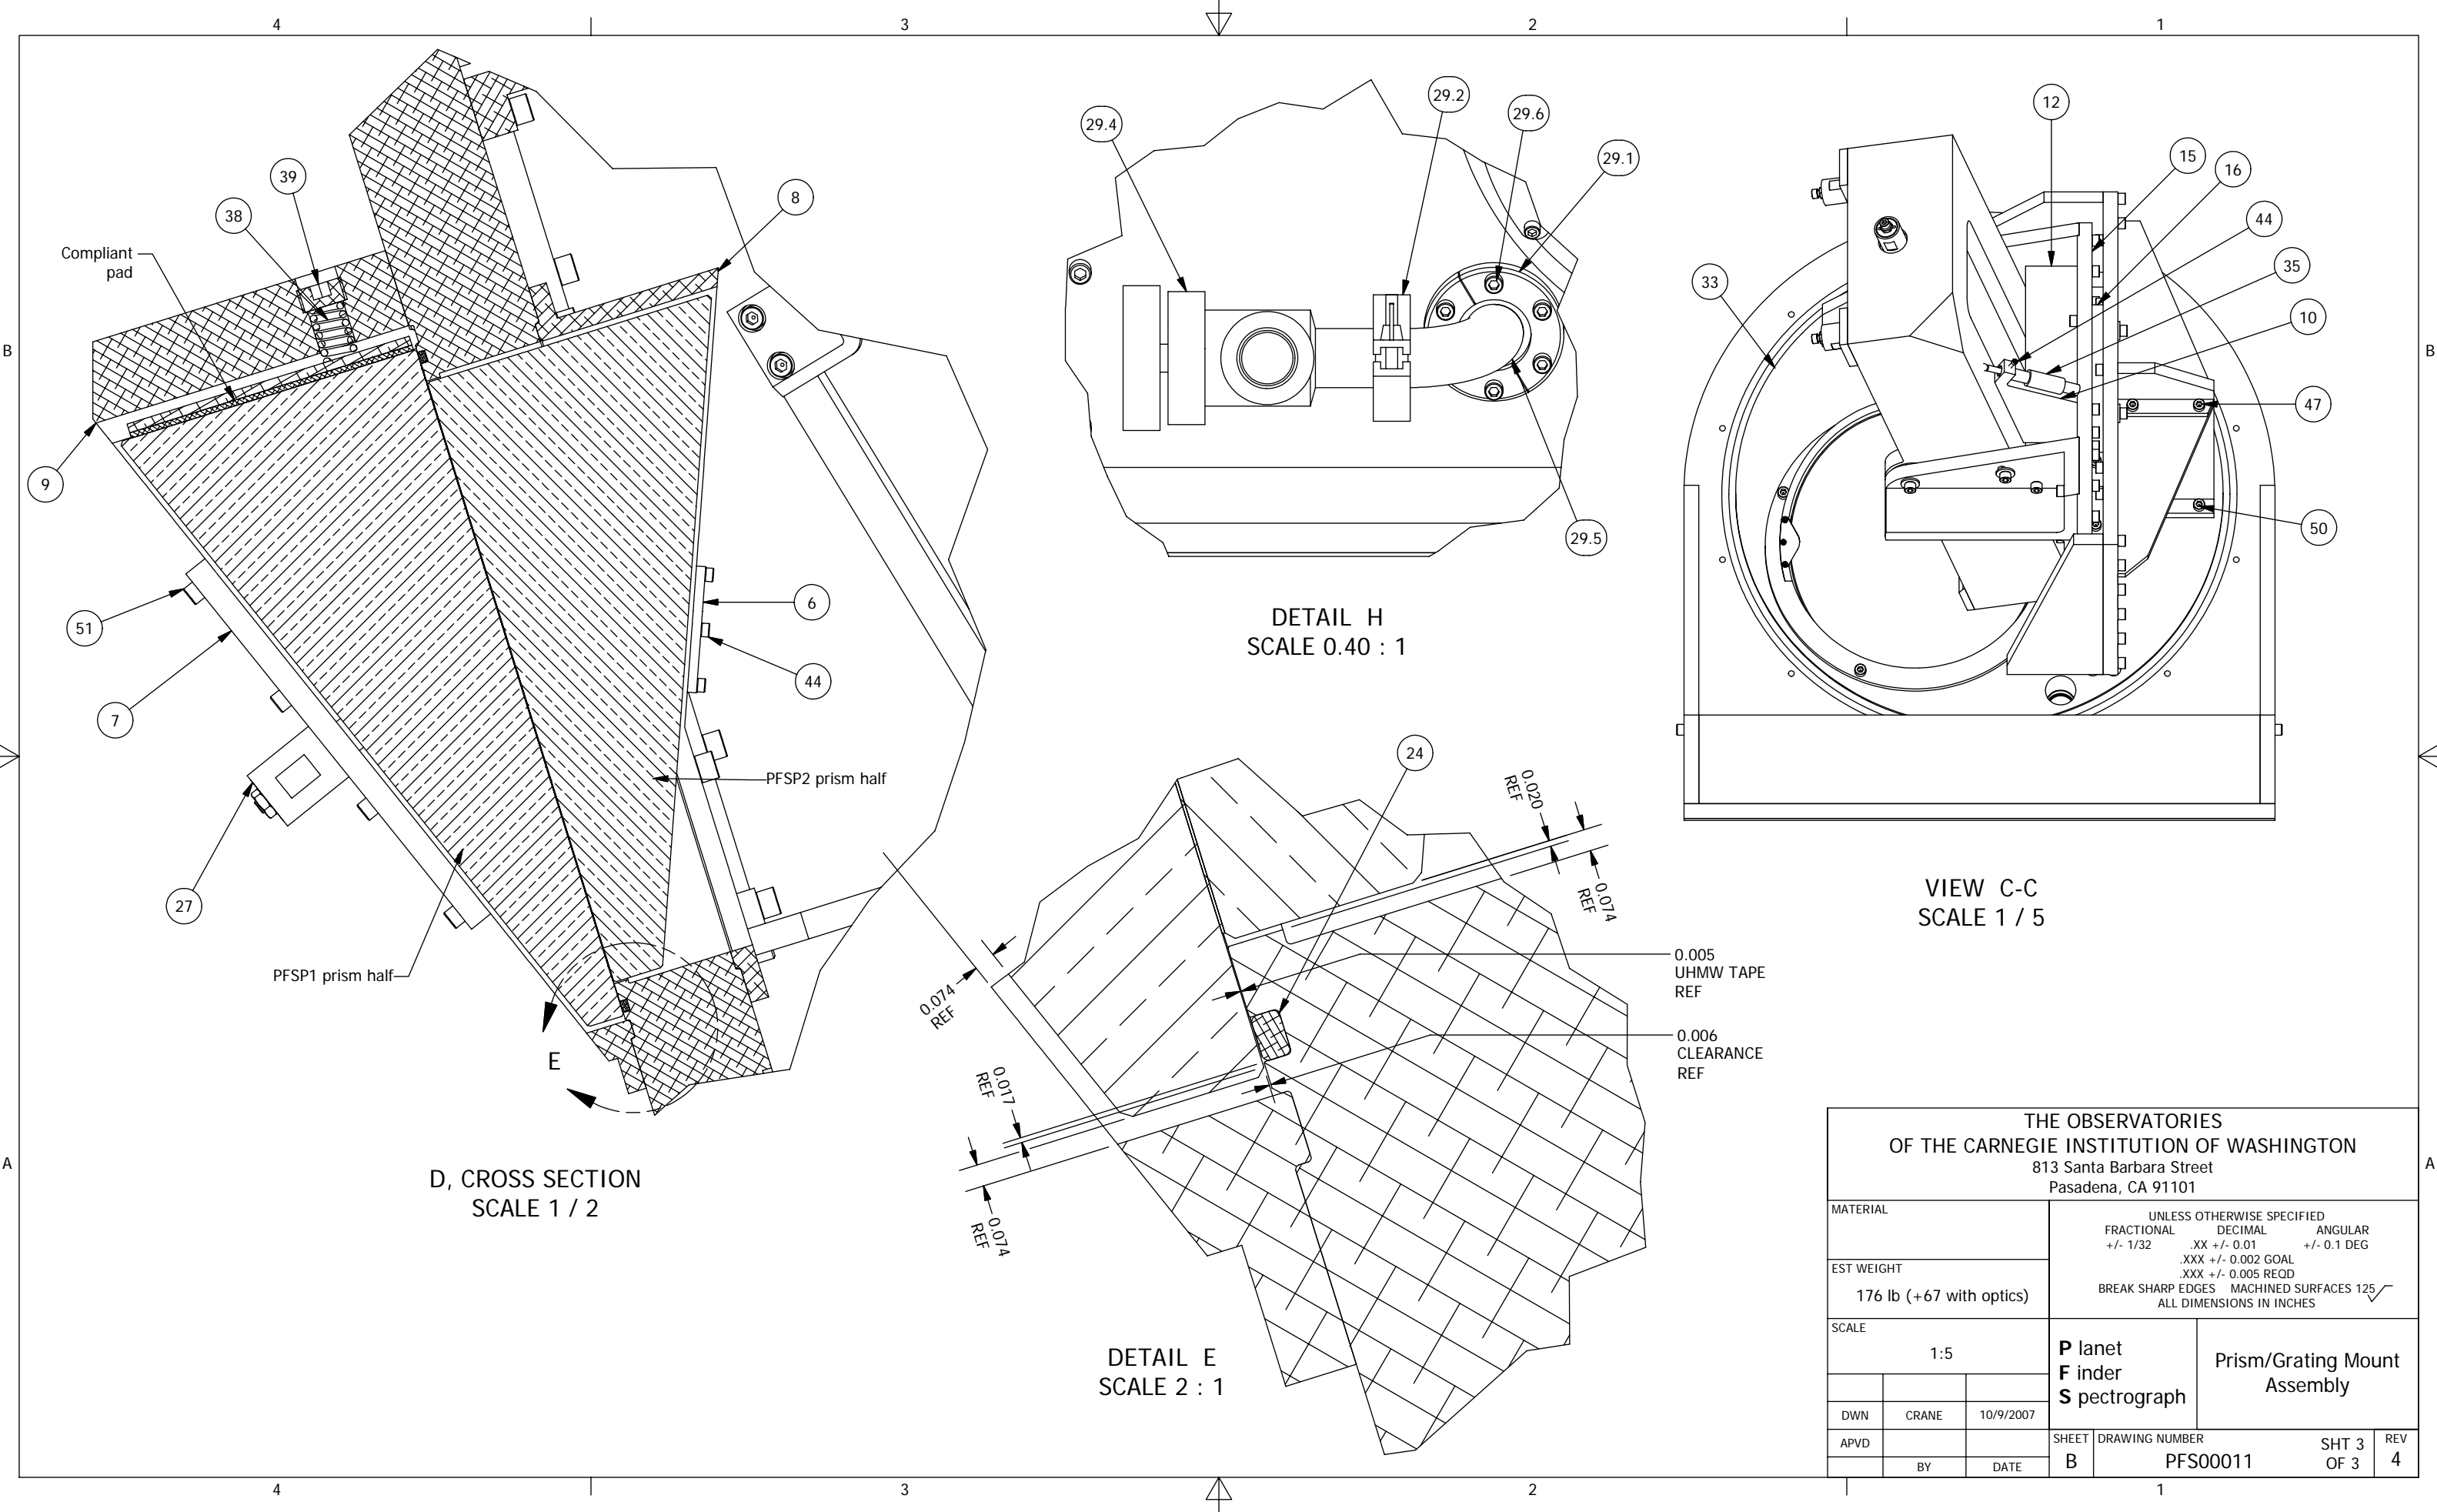 4
3
2
1
B
B
A
A
39
38
Compliant
pad
8
9
51
7
6
44
27
PFSP2 prism half
PFSP1 prism half
E
D, CROSS SECTION
SCALE 1 / 2
29.4
29.2
29.6
29.1
29.5
DETAIL H
SCALE 0.40 : 1
12
15
16
44
35
10
33
47
50
VIEW C-C
SCALE 1 / 5
24
0.020
REF
0.074
REF
0.005
UHMW TAPE
REF
0.006
CLEARANCE
REF
0.074
REF
0.017
REF
0.074
REF
DETAIL E
SCALE 2 : 1
THE OBSERVATORIES
OF THE CARNEGIE INSTITUTION OF WASHINGTON
813 Santa Barbara Street
Pasadena, CA 91101
MATERIAL
UNLESS OTHERWISE SPECIFIED
FRACTIONAL DECIMAL ANGULAR
+/- 1/32 .XX +/- 0.01 +/- 0.1 DEG
.XXX +/- 0.002 GOAL
.XXX +/- 0.005 REQD
BREAK SHARP EDGES MACHINED SURFACES 125
ALL DIMENSIONS IN INCHES
EST WEIGHT
176 lb (+67 with optics)
SCALE
1:5
P lanet
F inder
S pectrograph
Prism/Grating Mount
Assembly
DWN CRANE 10/9/2007
APVD
BY DATE
SHEET
B
DRAWING NUMBER
PFS00011
SHT 3
OF 3
REV
4
4
3
2
1